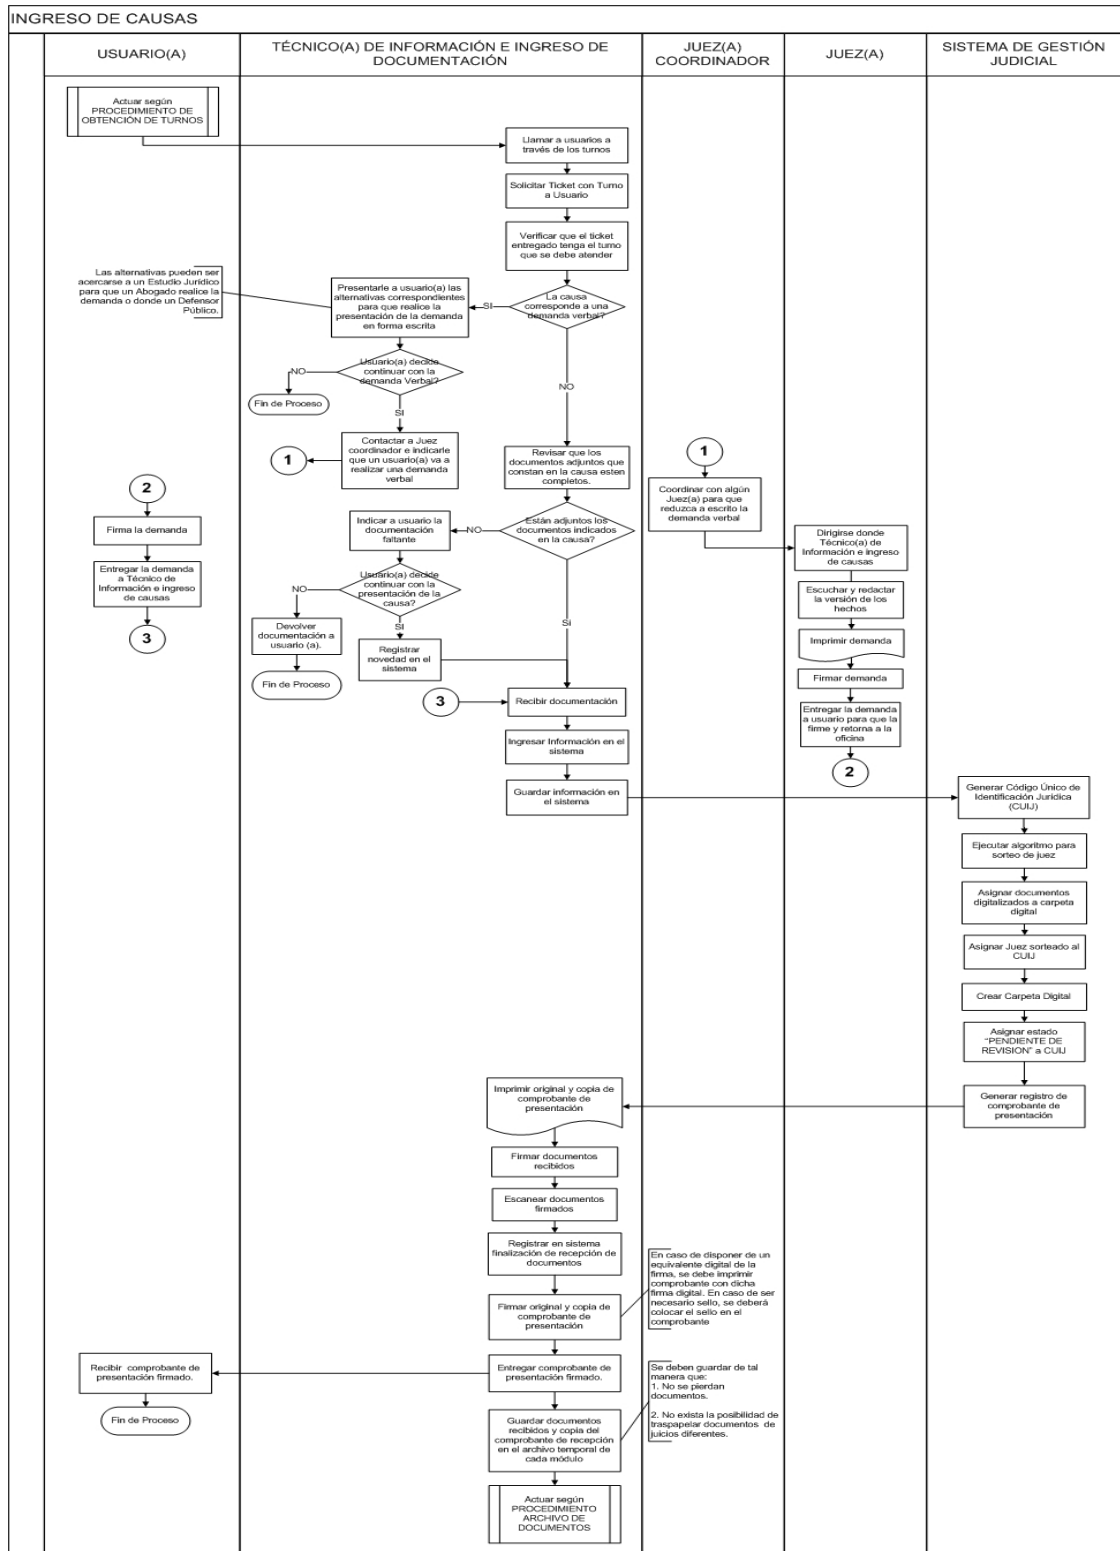 INGRESO DE CAUSAS
USUARIO(A)
TÉCNICO(A) DE INFORMACIÓN E INGRESO DE
DOCUMENTACIÓN
JUEZ(A)
COORDINADOR
JUEZ(A)
SISTEMA DE GESTIÓN
JUDICIAL
Actuar según
PROCEDIMIENTO DE
OBTENCIÓN DE TURNOS
Llamar a usuarios a
través de los turnos
Solicitar Ticket con Turno
a Usuario
Verificar que el ticket
entregado tenga el turno
que se debe atender
Las alternativas pueden ser
acercarse a un Estudio Jurídico
para que un Abogado realice la
demanda o donde un Defensor
Público.
Presentarle a usuario(a) las
alternativas correspondientes
para que realice la
presentación de la demanda
en forma escrita
SI
La causa
corresponde a una
demanda verbal?
Usuario(a) decide
continuar con la
demanda Verbal?
NO
Fin de Proceso
SI
NO
Contactar a Juez
coordinador e indicarle
que un usuario(a) va a
realizar una demanda
verbal
1
Revisar que los
documentos adjuntos que
constan en la causa esten
completos.
1
Coordinar con algún
Juez(a) para que
reduzca a escrito la
demanda verbal
2
Firma la demanda
Entregar la demanda
a Técnico de
Información e ingreso
de causas
3
Indicar a usuario la
documentación
faltante
NO
Están adjuntos los
documentos indicados
en la causa?
Usuario(a) decide
continuar con la
presentación de la
causa?
NO
Devolver
documentación a
usuario (a).
Fin de Proceso
SI
Registrar
novedad en el
sistema
Si
Dirigirse donde
Técnico(a) de
Información e ingreso
de causas
Escuchar y redactar
la versión de los
hechos
Imprimir demanda
Firmar demanda
Entregar la demanda
a usuario para que la
firme y retorna a la
oficina
2
3
Recibir documentación
Ingresar Información en el
sistema
Guardar información en
el sistema
Generar Código Único de
Identificación Jurídica
(CUIJ)
Ejecutar algoritmo para
sorteo de juez
Asignar documentos
digitalizados a carpeta
digital
Asignar Juez sorteado al
CUIJ
Crear Carpeta Digital
Asignar estado
“PENDIENTE DE
REVISION” a CUIJ
Generar registro de
comprobante de
presentación
Imprimir original y copia de
comprobante de
presentación
Firmar documentos
recibidos
Escanear documentos
firmados
Registrar en sistema
finalización de recepción de
documentos
Firmar original y copia de
comprobante de
presentación
En caso de disponer de un
equivalente digital de la
firma, se debe imprimir
comprobante con dicha
firma digital. En caso de ser
necesario sello, se deberá
colocar el sello en el
comprobante
Entregar comprobante de
presentación firmado.
Recibir comprobante de
presentación firmado.
Fin de Proceso
Guardar documentos
recibidos y copia del
comprobante de recepción
en el archivo temporal de
cada módulo
Se deben guardar de tal
manera que:
1. No se pierdan
documentos.
2. No exista la posibilidad de
traspapelar documentos de
juicios diferentes.
Actuar según
PROCEDIMIENTO
ARCHIVO DE
DOCUMENTOS